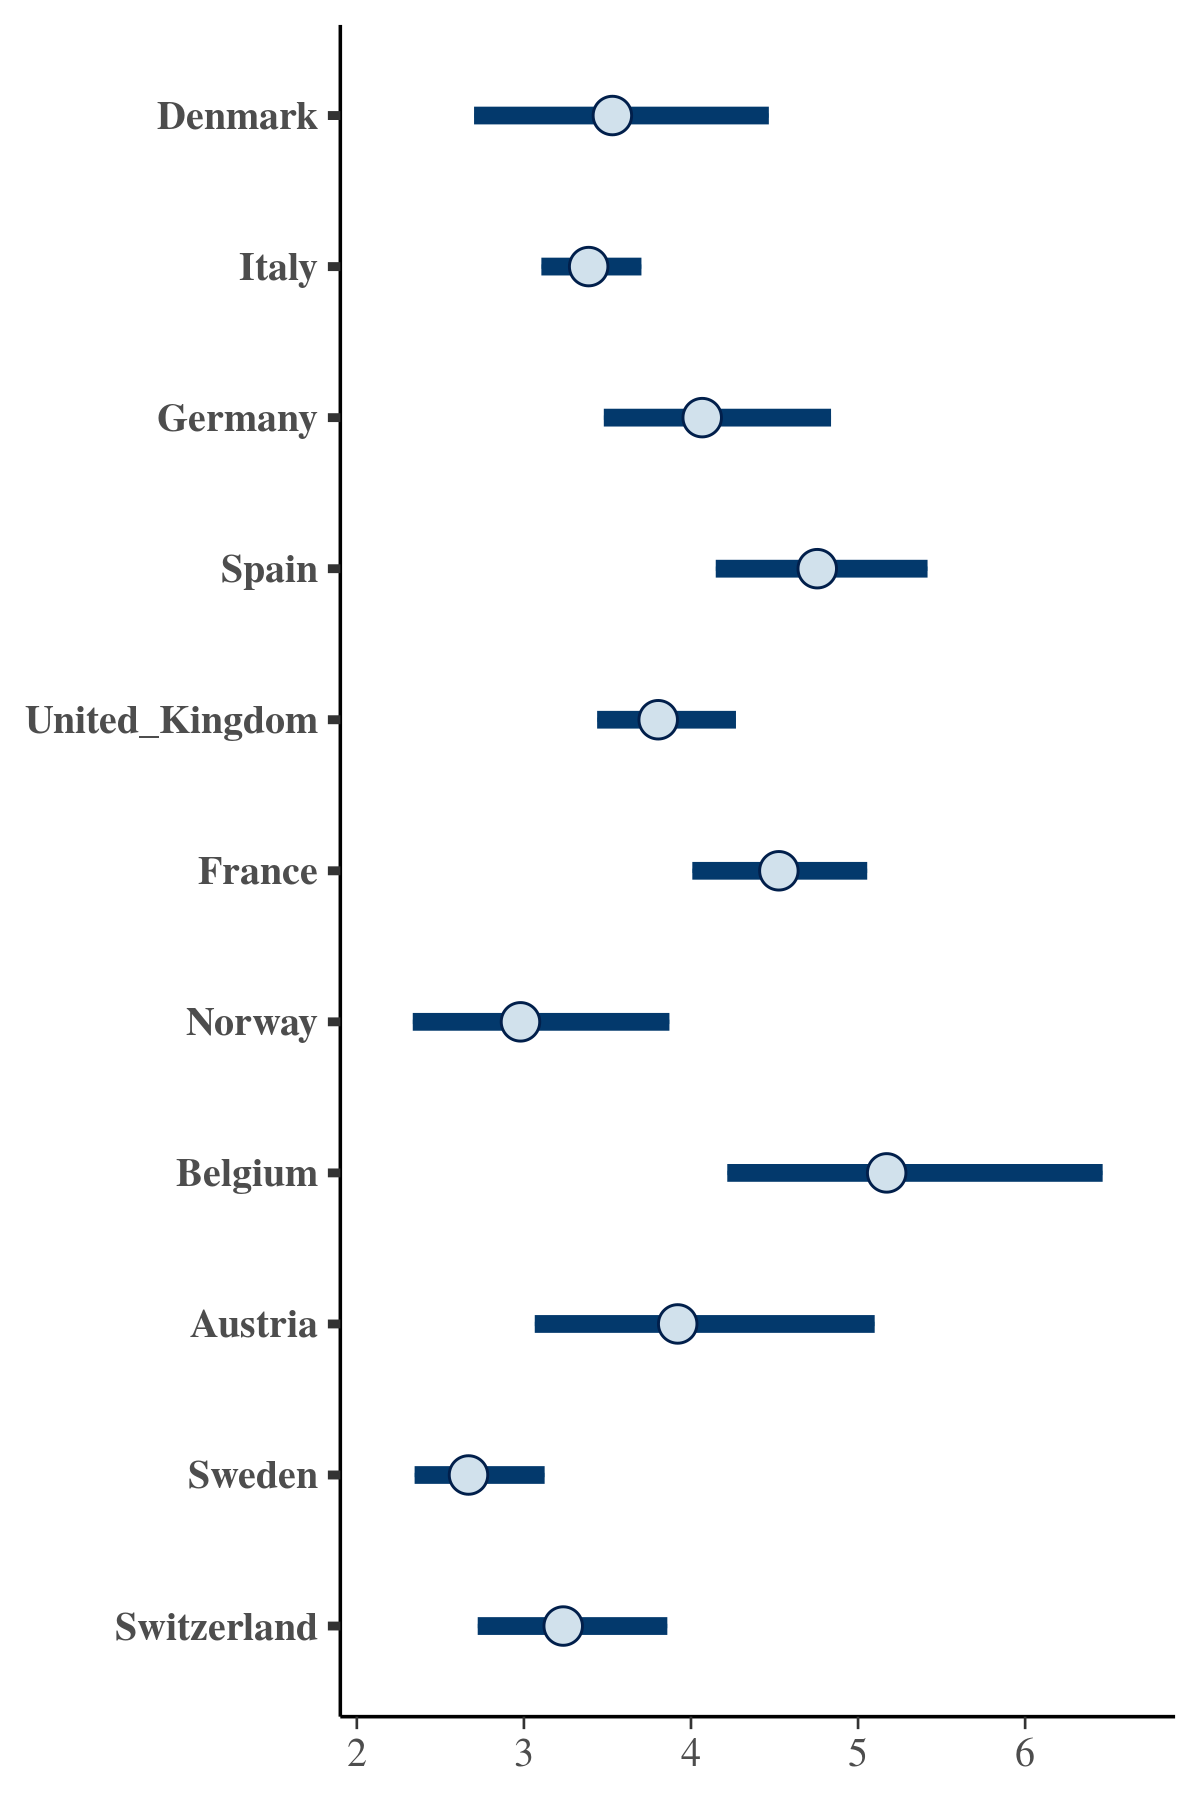 Denmark
Italy
Germany
Spain
United_Kingdom
France
Norway
Belgium
Austria
Sweden
Switzerland
2 3 4 5 6